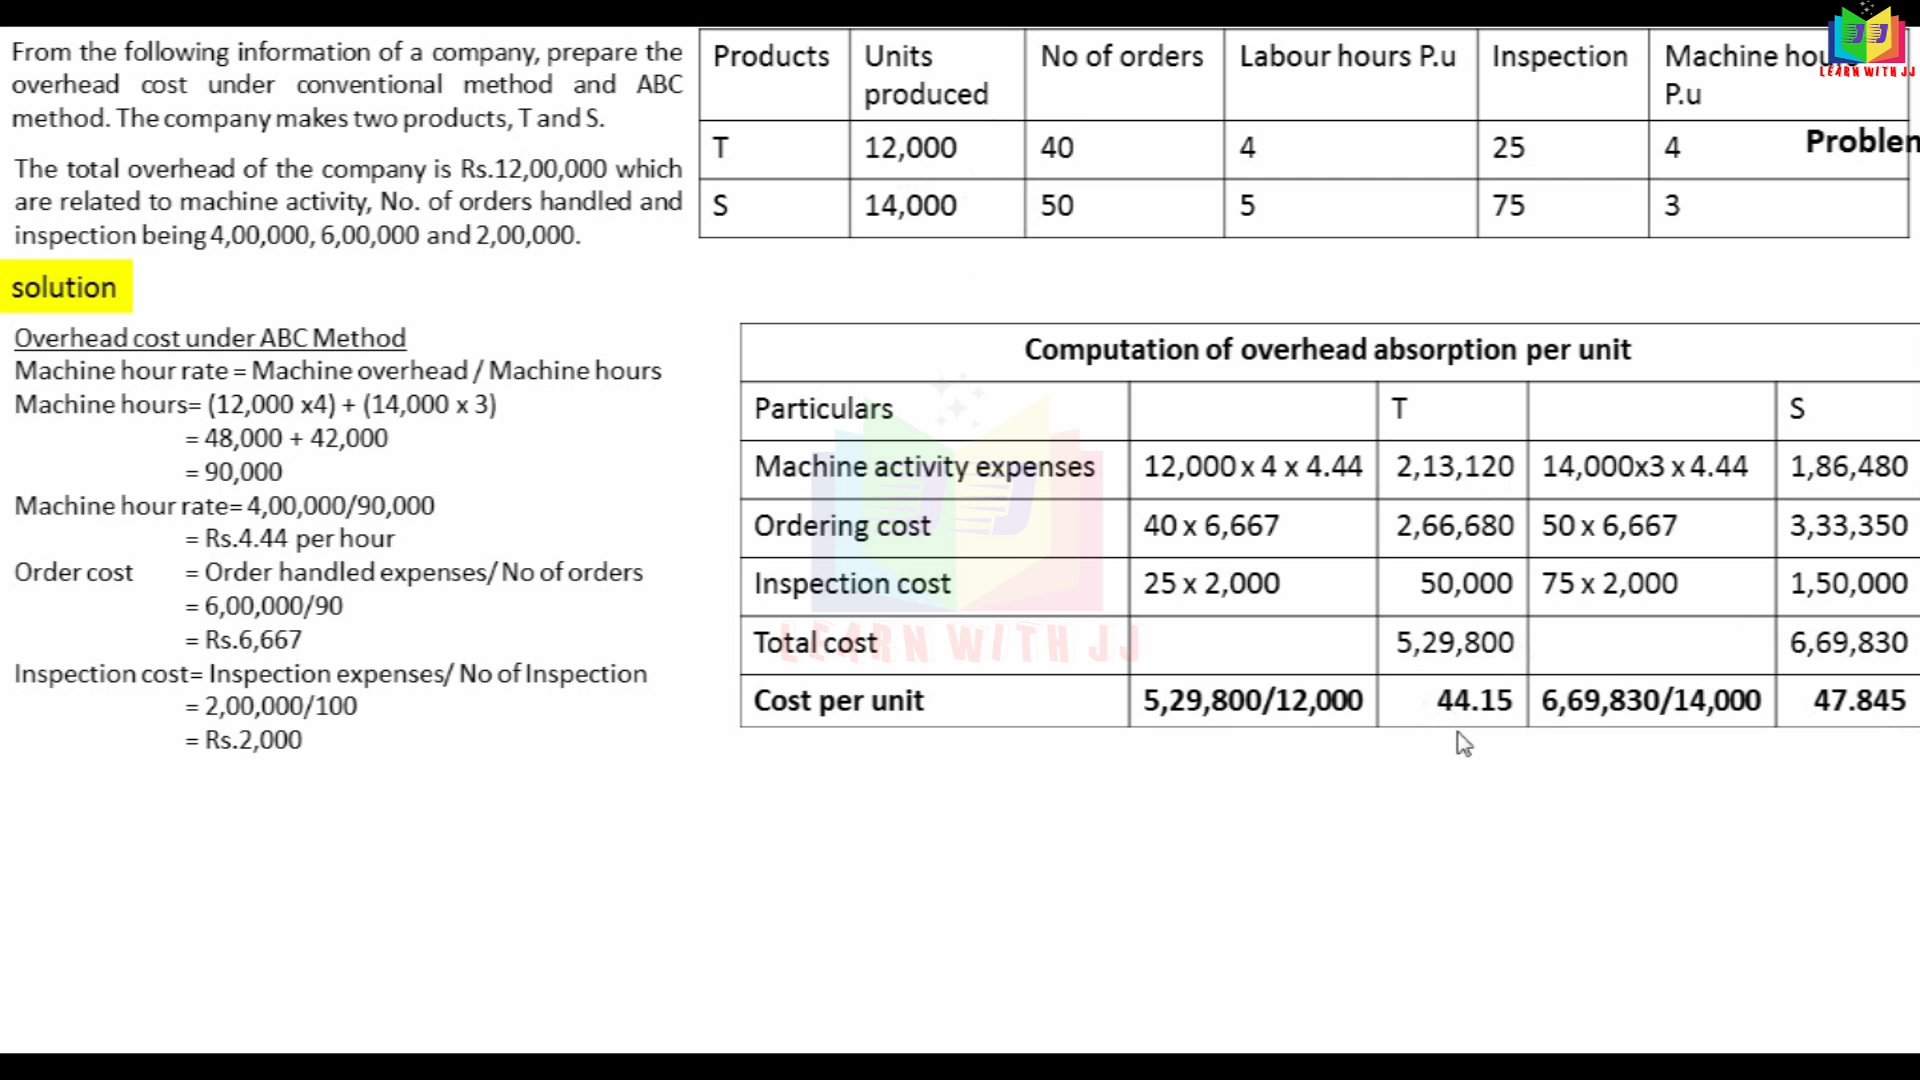 From the following information of a company, prepare the
overhead cost under conventional method and ABC
method. The company makes two products, T and S.
The total overhead of the company is Rs.12,00,000 which
are related to machine activity, No. of orders handled and
inspection being 4,00,000, 6,00,000 and 2,00,000.
Products Units produced No of orders Labour hours P.u Inspection Machine hou P.u
T 12,000 40 4 25 4
S 14,000 50 5 75 3
LEARN WITH JJ
Problem
solution
Overhead cost under ABC Method
Machine hour rate = Machine overhead / Machine hours
Machine hours= (12,000 x4) + (14,000 x 3)
= 48,000 + 42,000
= 90,000
Machine hour rate= 4,00,000/90,000
= Rs.4.44 per hour
Order cost = Order handled expenses/ No of orders
= 6,00,000/90
= Rs.6,667
Inspection cost= Inspection expenses/ No of Inspection
= 2,00,000/100
= Rs.2,000
Computation of overhead absorption per unit
Particulars T S
Machine activity expenses 12,000 x 4 x 4.44 2,13,120 14,000x3 x 4.44 1,86,480
Ordering cost 40 x 6,667 2,66,680 50 x 6,667 3,33,350
Inspection cost 25 x 2,000 50,000 75 x 2,000 1,50,000
Total cost 5,29,800 6,69,830
Cost per unit 5,29,800/12,000 44.15 6,69,830/14,000 47.845
LEARN WITH JJ